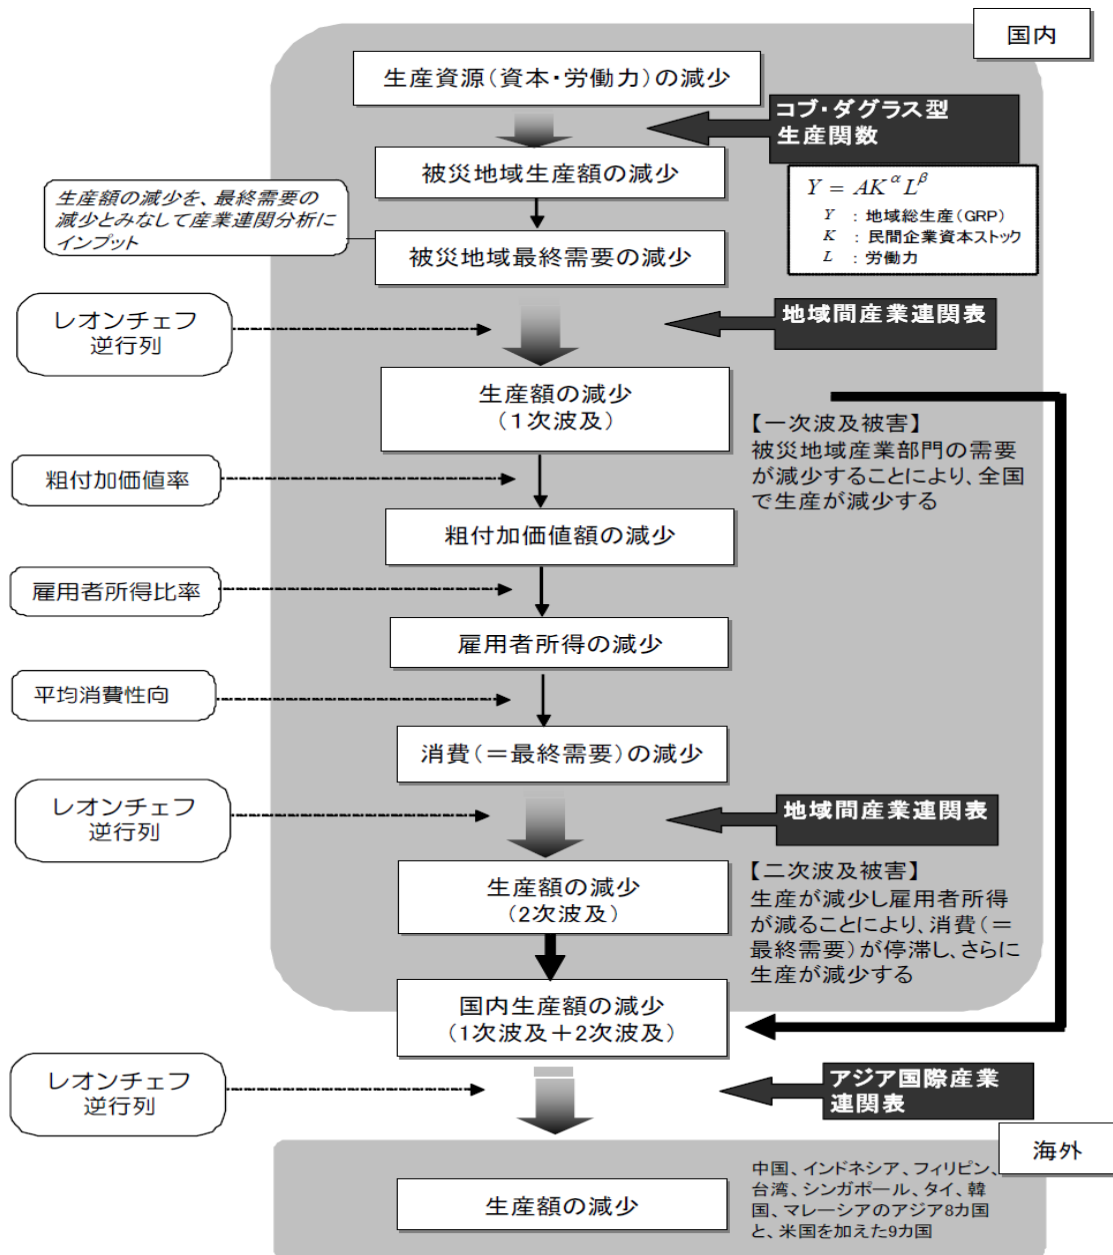 国内
生産資源(資本・労働力)の減少
コブ・ダグラス型
生産関数
被災地域生産額の減少
Y = AK^α L^β
Y : 地域総生産(GRP)
K : 民間企業資本ストック
L : 労働力
生産額の減少を、最終需要の
減少とみなして産業連関分析に
インプット
被災地域最終需要の減少
レオンチェフ
逆行列
地域間産業連関表
生産額の減少
(1次波及)
【一次波及被害】
被災地域産業部門の需要
が減少することにより、全国
で生産が減少する
粗付加価値率
粗付加価値額の減少
雇用者所得比率
雇用者所得の減少
平均消費性向
消費(=最終需要)の減少
レオンチェフ
逆行列
地域間産業連関表
生産額の減少
(2次波及)
【二次波及被害】
生産が減少し雇用者所得
が減ることにより、消費(=
最終需要)が停滞し、さらに
生産が減少する
国内生産額の減少
(1次波及+2次波及)
レオンチェフ
逆行列
アジア国際産業
連関表
海外
生産額の減少
中国、インドネシア、フィリピン、
台湾、シンガポール、タイ、韓
国、マレーシアのアジア8カ国
と、米国を加えた9カ国